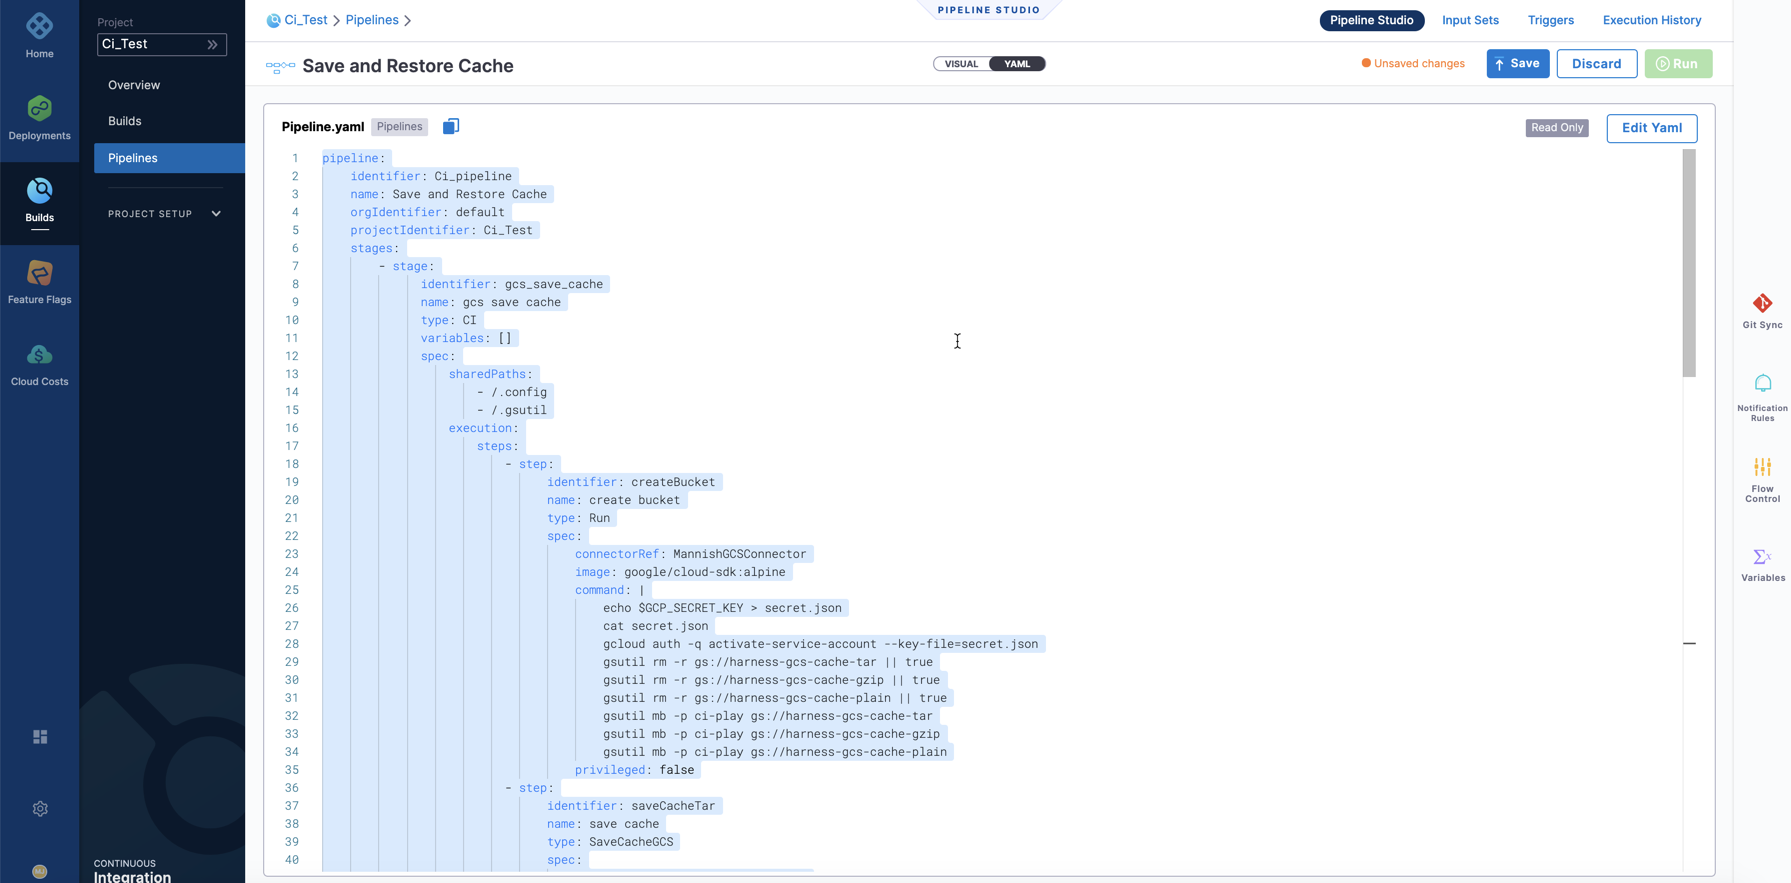 Home
Deployments
Builds
Feature Flags
Cloud Costs
Project
Ci_Test
Overview
Builds
Pipelines
PROJECT SETUP
CONTINUOUS
Integration
PIPELINE STUDIO
Ci_Test > Pipelines >
Pipeline Studio
Input Sets
Triggers
Execution History
Save and Restore Cache
VISUAL YAML
Unsaved changes
Save
Discard
Run
Pipeline.yaml Pipelines
Read Only
Edit Yaml
1 pipeline:
2 identifier: Ci_pipeline
3 name: Save and Restore Cache
4 orgIdentifier: default
5 projectIdentifier: Ci_Test
6 stages:
7 - stage:
8 identifier: gcs_save_cache
9 name: gcs save cache
10 type: CI
11 variables: []
12 spec:
13 sharedPaths:
14 - /.config
15 - /.gsutil
16 execution:
17 steps:
18 - step:
19 identifier: createBucket
20 name: create bucket
21 type: Run
22 spec:
23 connectorRef: MannishGCSConnector
24 image: google/cloud-sdk:alpine
25 command: |
26 echo $GCP_SECRET_KEY > secret.json
27 cat secret.json
28 gcloud auth -q activate-service-account --key-file=secret.json
29 gsutil rm -r gs://harness-gcs-cache-tar || true
30 gsutil rm -r gs://harness-gcs-cache-gzip || true
31 gsutil rm -r gs://harness-gcs-cache-plain || true
32 gsutil mb -p ci-play gs://harness-gcs-cache-tar
33 gsutil mb -p ci-play gs://harness-gcs-cache-gzip
34 gsutil mb -p ci-play gs://harness-gcs-cache-plain
35 privileged: false
36 - step:
37 identifier: saveCacheTar
38 name: save cache
39 type: SaveCacheGCS
40 spec:
Git Sync
Notification
Rules
Flow
Control
Variables